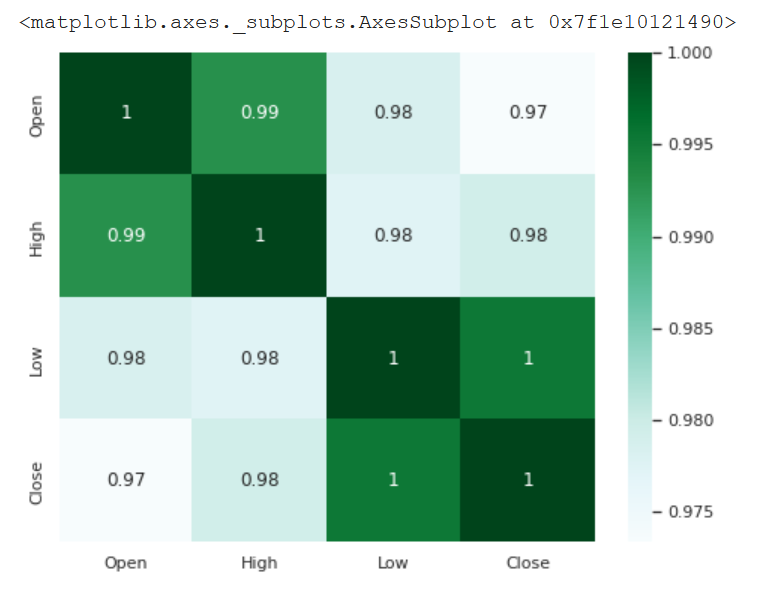 <matplotlib.axes._subplots.AxesSubplot at 0x7f1e10121490>
1.000
Open 1 0.99 0.98 0.97
0.995
High 0.99 1 0.98 0.98
0.990
0.985
Low 0.98 0.98 1 1
0.980
Close 0.97 0.98 1 1
0.975
Open High Low Close